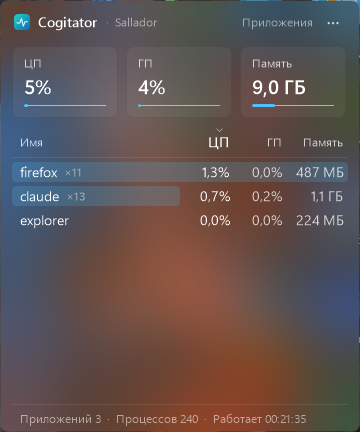 Cogitator · Sallador Приложения ···
ЦП ГП Память
5% 4% 9,0 ГБ
Имя ЦП ГП Память
firefox ×11 1,3% 0,0% 487 МБ
claude ×13 0,7% 0,2% 1,1 ГБ
explorer 0,0% 0,0% 224 МБ
Приложений 3 · Процессов 240 · Работает 00:21:35